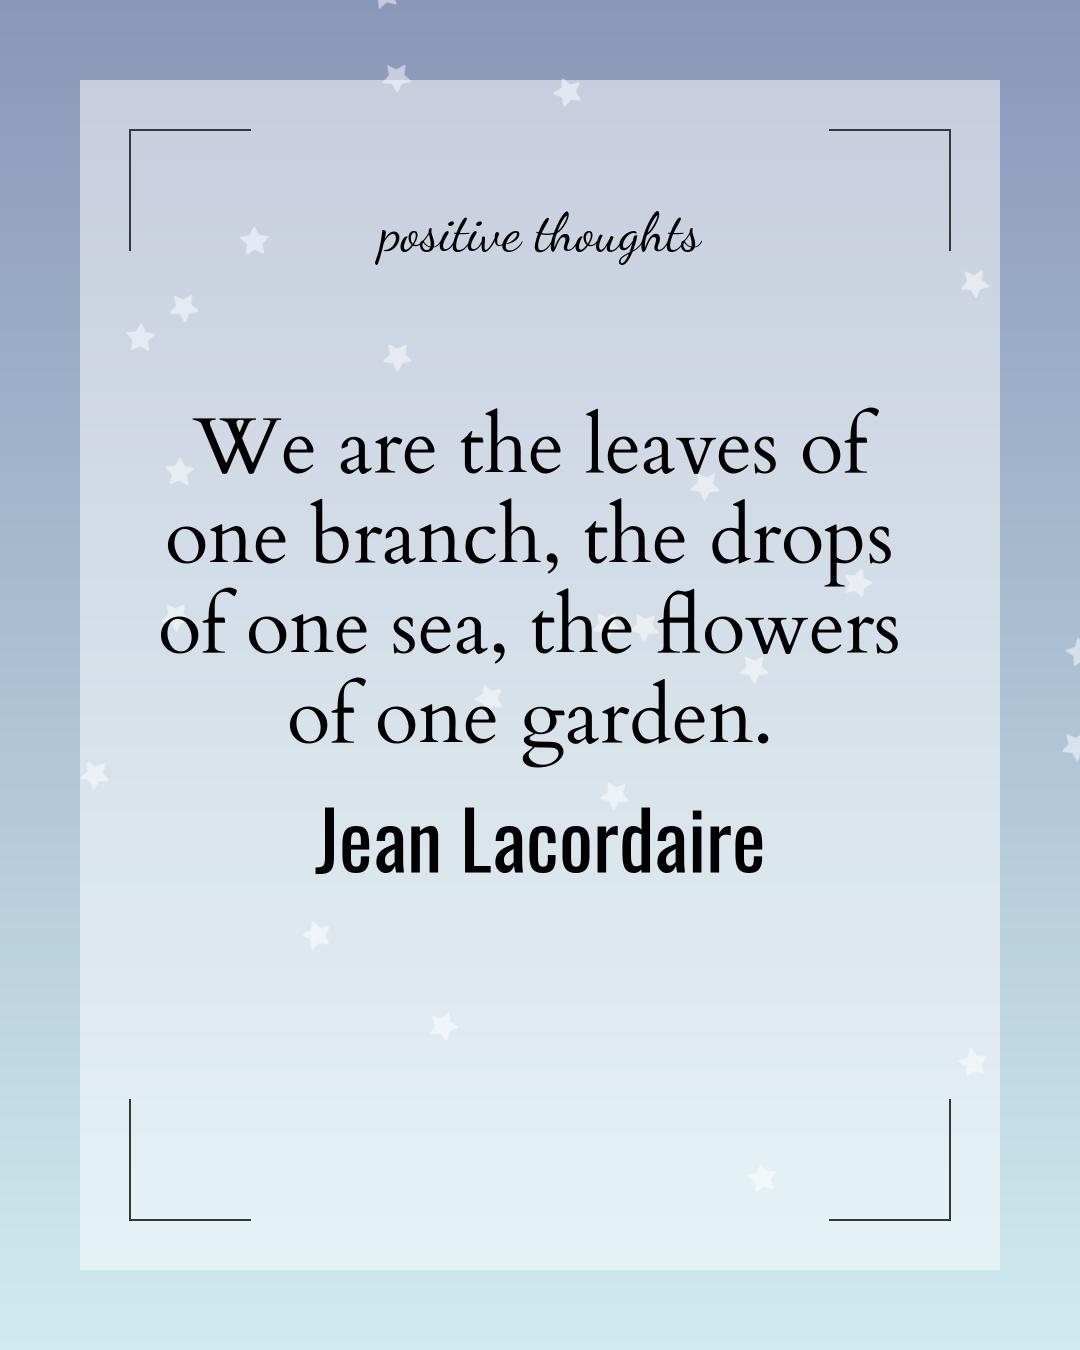 positive thoughts
We are the leaves of
one branch, the drops
of one sea, the flowers
of one garden.
Jean Lacordaire